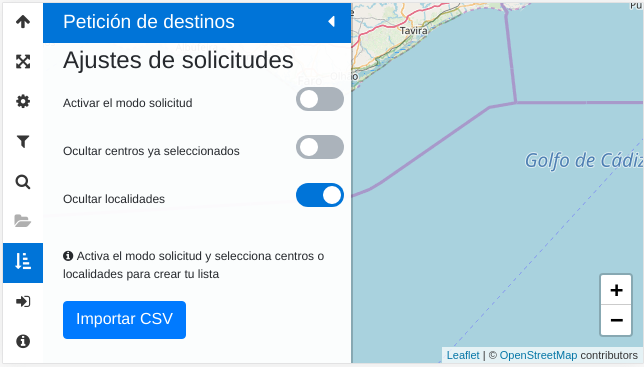 Petición de destinos
Ajustes de solicitudes
Activar el modo solicitud
Ocultar centros ya seleccionados
Ocultar localidades
Activa el modo solicitud y selecciona centros o
localidades para crear tu lista
Importar CSV
Tavira
Golfo de Cádiz
+
−
Leaflet | © OpenStreetMap contributors